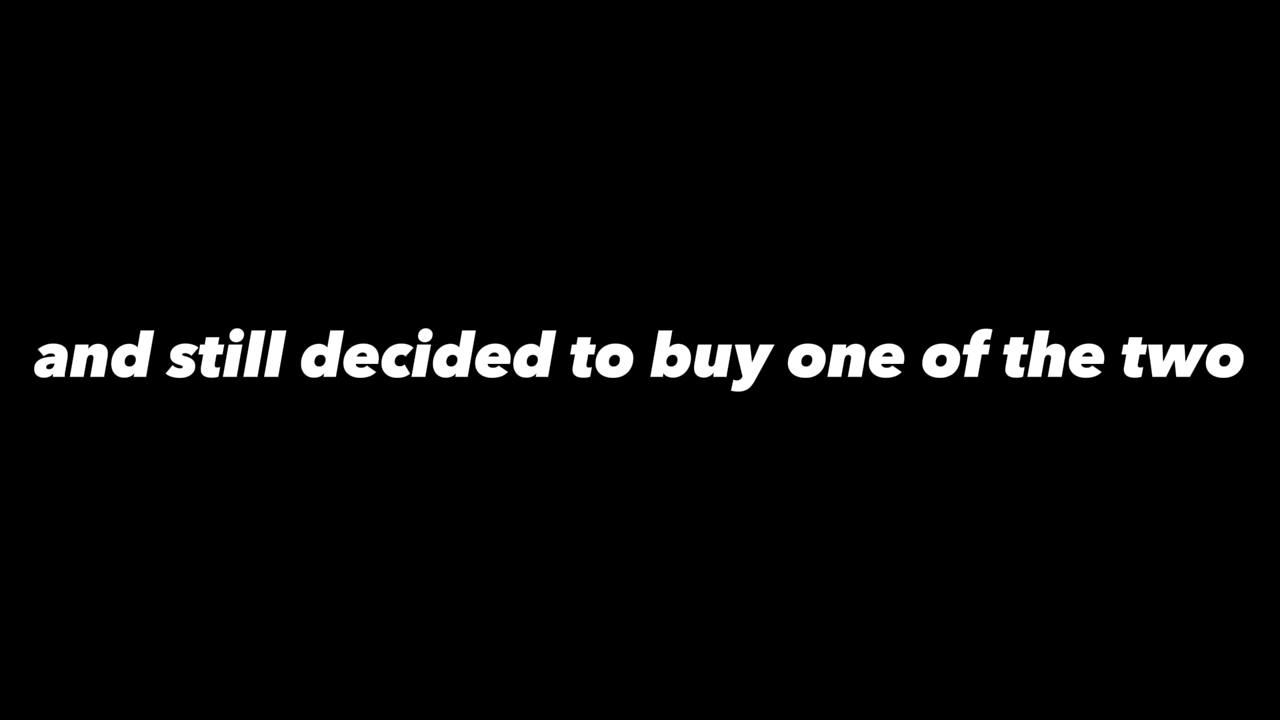 and still decided to buy one of the two